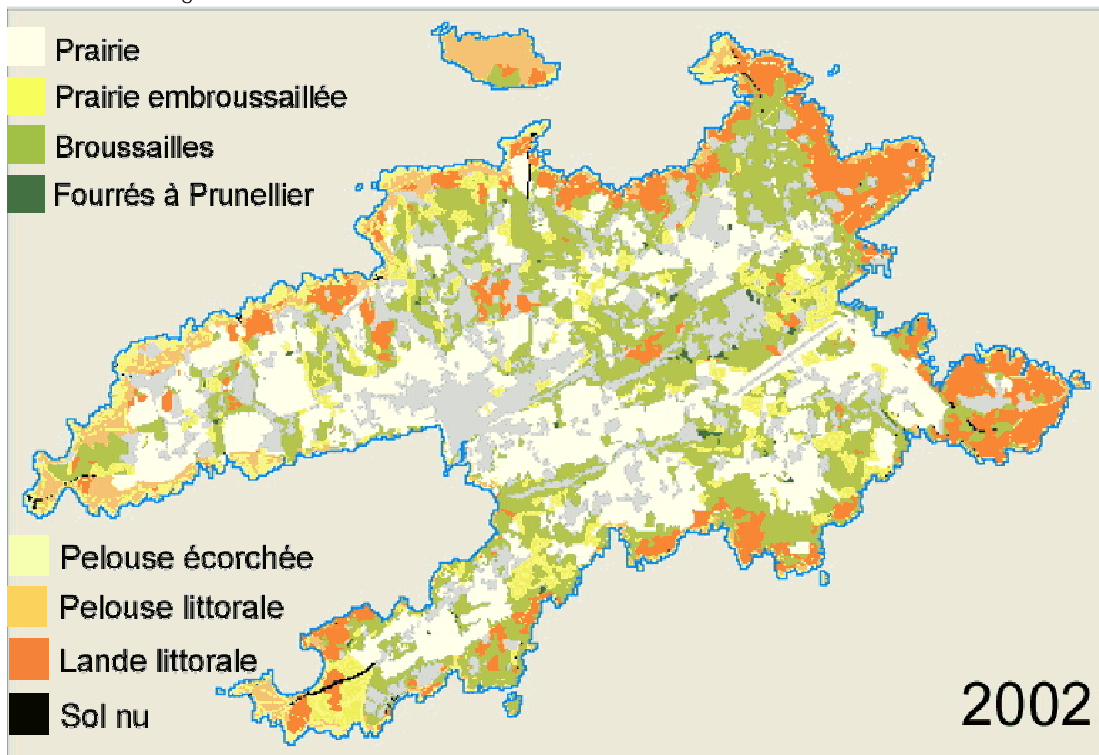 Prairie
Prairie embroussaillée
Broussailles
Fourrés à Prunellier
Pelouse écorchée
Pelouse littorale
Lande littorale
Sol nu
2002